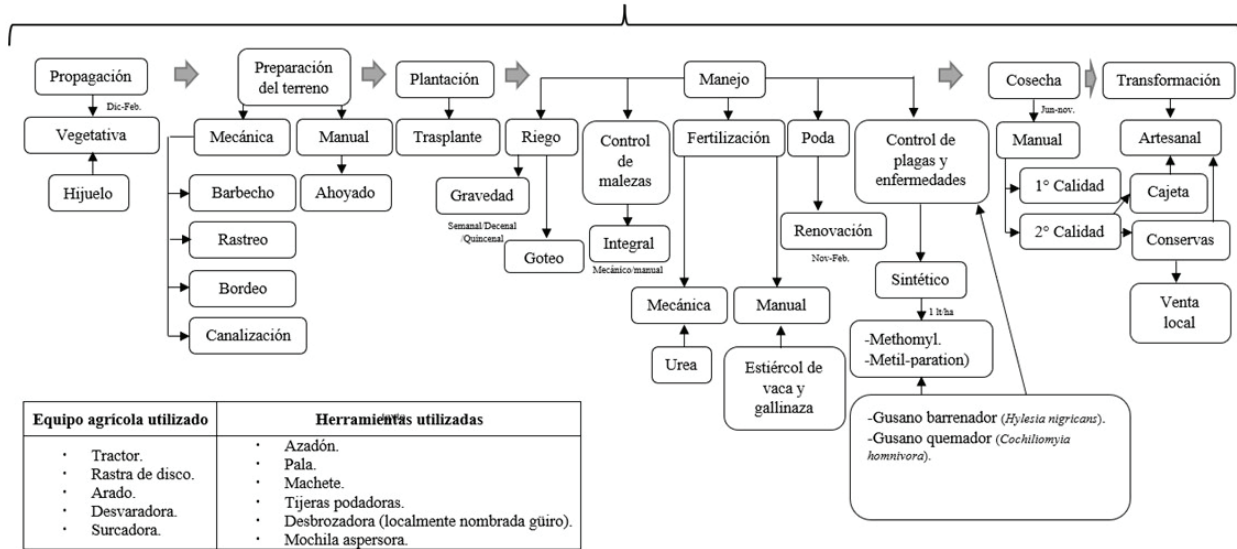 Propagación
Dic-Feb.
Vegetativa
Hijuelo
Preparación
del terreno
Mecánica
Barbecho
Rastreo
Bordeo
Canalización
Manual
Ahoyado
Plantación
Trasplante
Manejo
Riego
Gravedad
Semanal/Decenal
/Quincenal
Goteo
Control
de
malezas
Integral
Mecánico/manual
Fertilización
Mecánica
Urea
Manual
Estiércol de
vaca y
gallinaza
Poda
Renovación
Nov-Feb.
Control de
plagas y
enfermedades
Sintético
1 lt/ha
-Methomyl.
-Metil-paration)
-Gusano barrenador (Hylesia nigricans).
-Gusano quemador (Cochiliomyia
homnivora).
Cosecha
Jun-nov.
Manual
1° Calidad
2° Calidad
Transformación
Artesanal
Cajeta
Conservas
Venta
local
Equipo agrícola utilizado
· Tractor.
· Rastra de disco.
· Arado.
· Desvaradora.
· Surcadora.
Herramientas utilizadas
· Azadón.
· Pala.
· Machete.
· Tijeras podadoras.
· Desbrozadora (localmente nombrada güiro).
· Mochila aspersora.